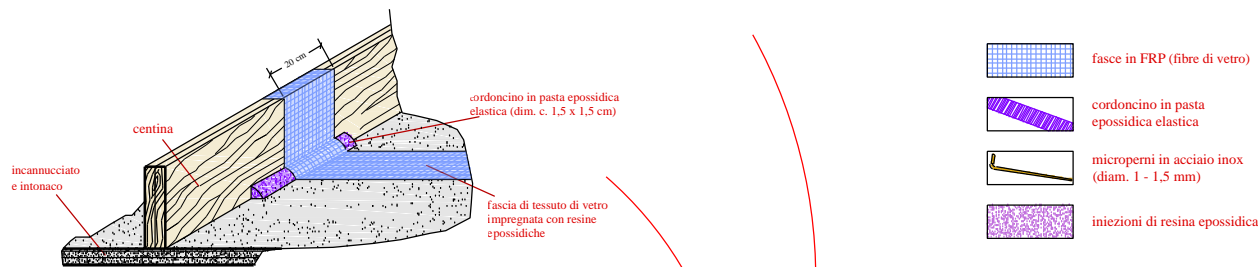 20 cm
cordoncino in pasta epossidica
elastica (dim. c. 1,5 x 1,5 cm)
centina
incannucciato
e intonaco
fascia di tessuto di vetro
impregnata con resine
epossidiche
fasce in FRP (fibre di vetro)
cordoncino in pasta
epossidica elastica
microperni in acciaio inox
(diam. 1 - 1,5 mm)
iniezioni di resina epossidica